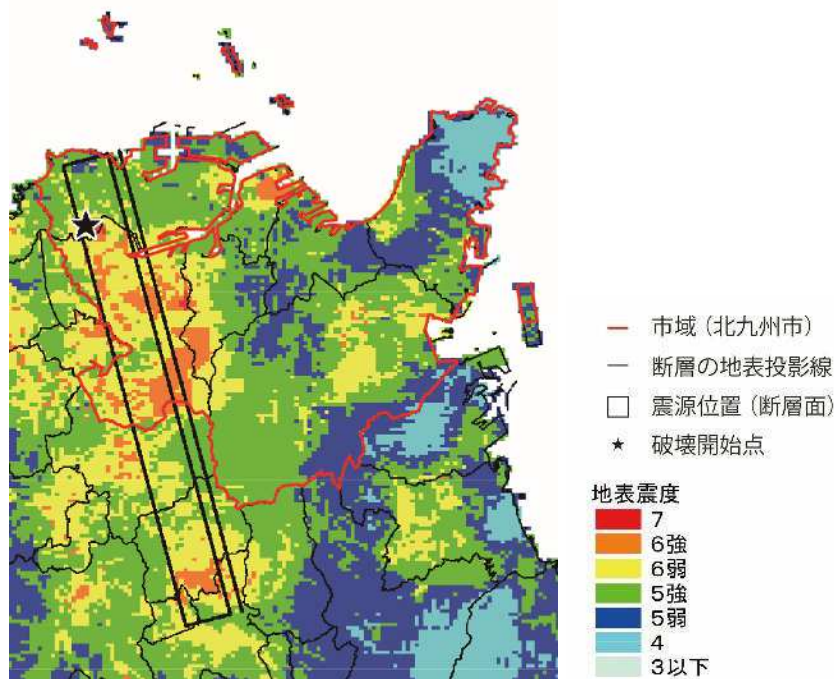 市域（北九州市）
断層の地表投影線
震源位置（断層面）
破壊開始点
地表震度
7
6強
6弱
5強
5弱
4
3以下